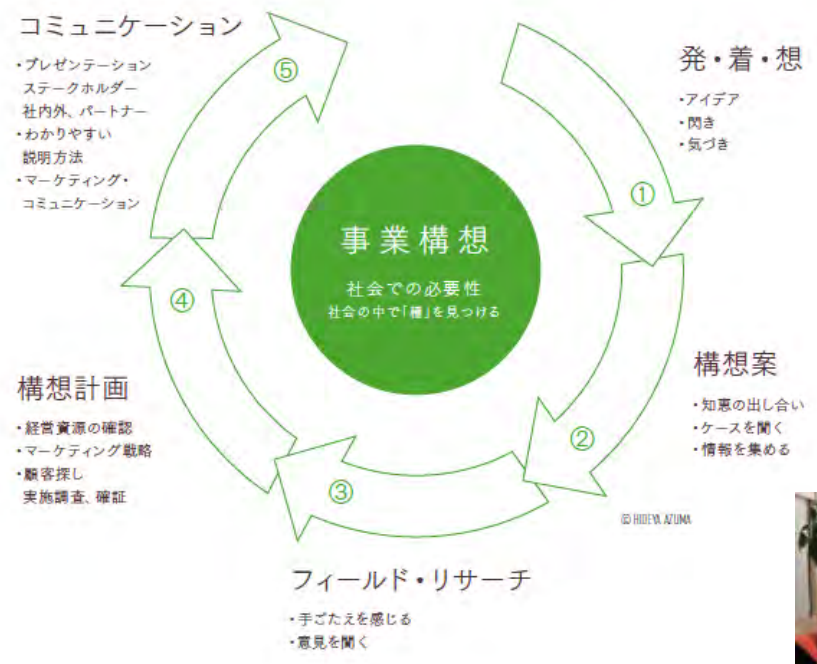 コミュニケーション
・プレゼンテーション
ステークホルダー
社内外、パートナー
・わかりやすい
説明方法
・マーケティング・
コミュニケーション
⑤
発・着・想
・アイデア
・閃き
・気づき
①
事業構想
社会での必要性
社会の中で「種」を見つける
④
構想計画
・経営資源の確認
・マーケティング戦略
・顧客探し
実施調査、確証
構想案
・知恵の出し合い
・ケースを聞く
・情報を集める
②
③
© HIDEYA AZUMA
フィールド・リサーチ
・手ごたえを感じる
・意見を聞く